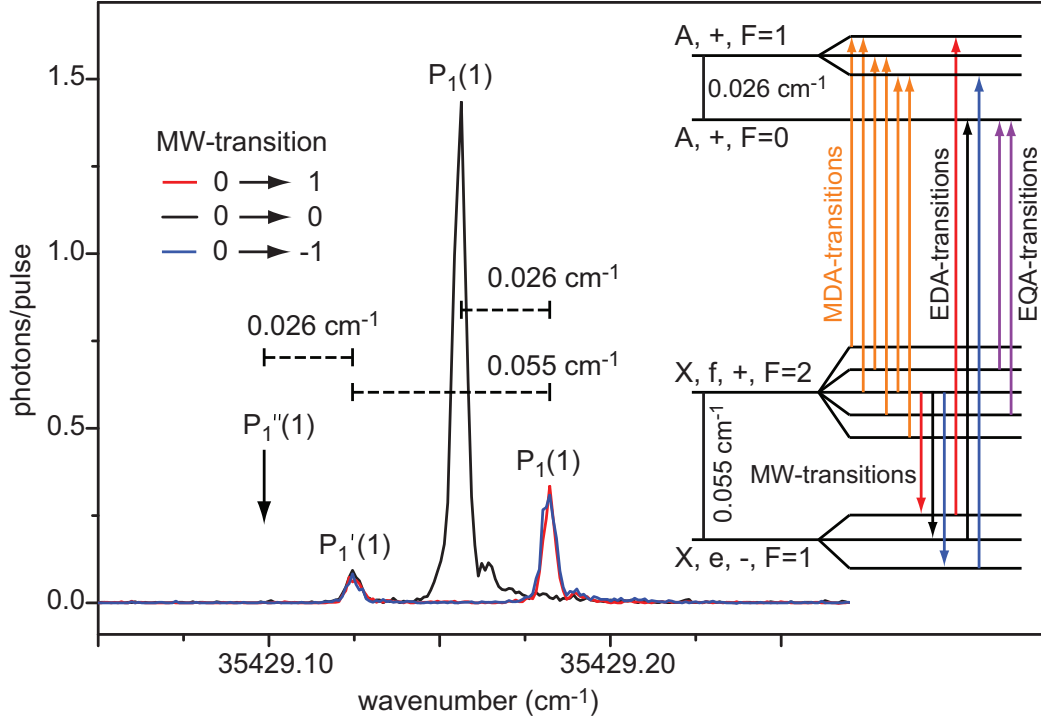 1.5
1.0
0.5
0.0
photons/pulse
35429.10
35429.20
wavenumber (cm-1)
MW-transition
0 → 1
0 → 0
0 → -1
P1(1)
0.026 cm-1
0.026 cm-1
0.055 cm-1
P1''(1)
P1'(1)
P1(1)
A, +, F=1
0.026 cm-1
A, +, F=0
MDA-transitions
EDA-transitions
EQA-transitions
X, f, +, F=2
0.055 cm-1
MW-transitions
X, e, -, F=1